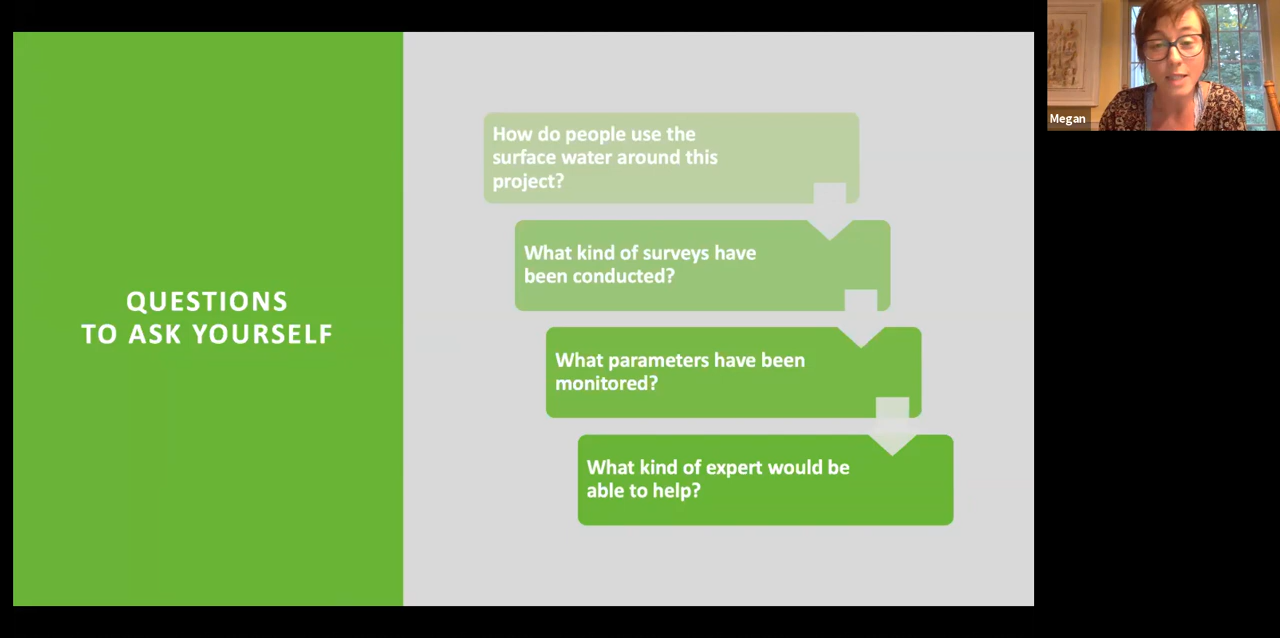 QUESTIONS
TO ASK YOURSELF
How do people use the
surface water around this
project?
What kind of surveys have
been conducted?
What parameters have been
monitored?
What kind of expert would be
able to help?
Megan